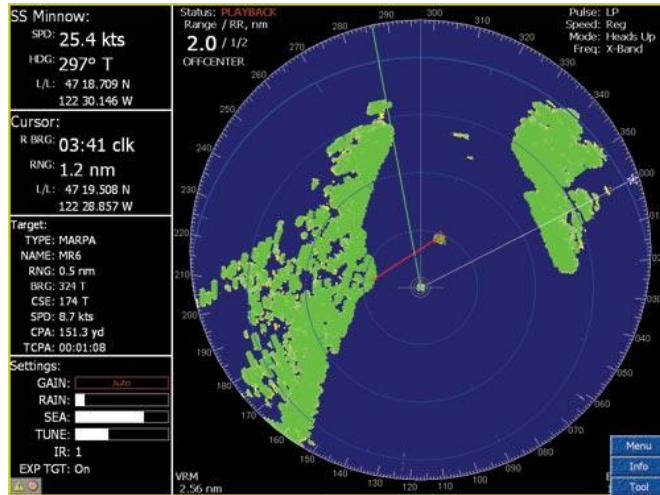 SS Minnow:
SPD: 25.4 kts
HDG: 297° T
L/L: 47 18.709 N
122 30.146 W
Cursor:
R BRG: 03:41 clk
RNG: 1.2 nm
L/L: 47 19.508 N
122 28.857 W
Target:
TYPE: MARPA
NAME: MR6
RNG: 0.5 nm
BRG: 324 T
CSE: 174 T
SPD: 8.7 kts
CPA: 151.3 yd
TCPA: 00:01:08
Settings:
GAIN: Auto
RAIN:
SEA:
TUNE:
IR: 1
EXP TGT: On
Status: PLAYBACK
Range / RR, nm
2.0 / 1/2
OFFCENTER
Pulse: LP
Speed: Reg
Mode: Heads Up
Freq: X-Band
290
280
270
260
250
240
230
220
210
200
190
180
170
160
150
140
130
120
110
100
090
080
070
060
050
040
030
000
350
340
330
320
VRM
2.56 nm
Menu
Info
Tool